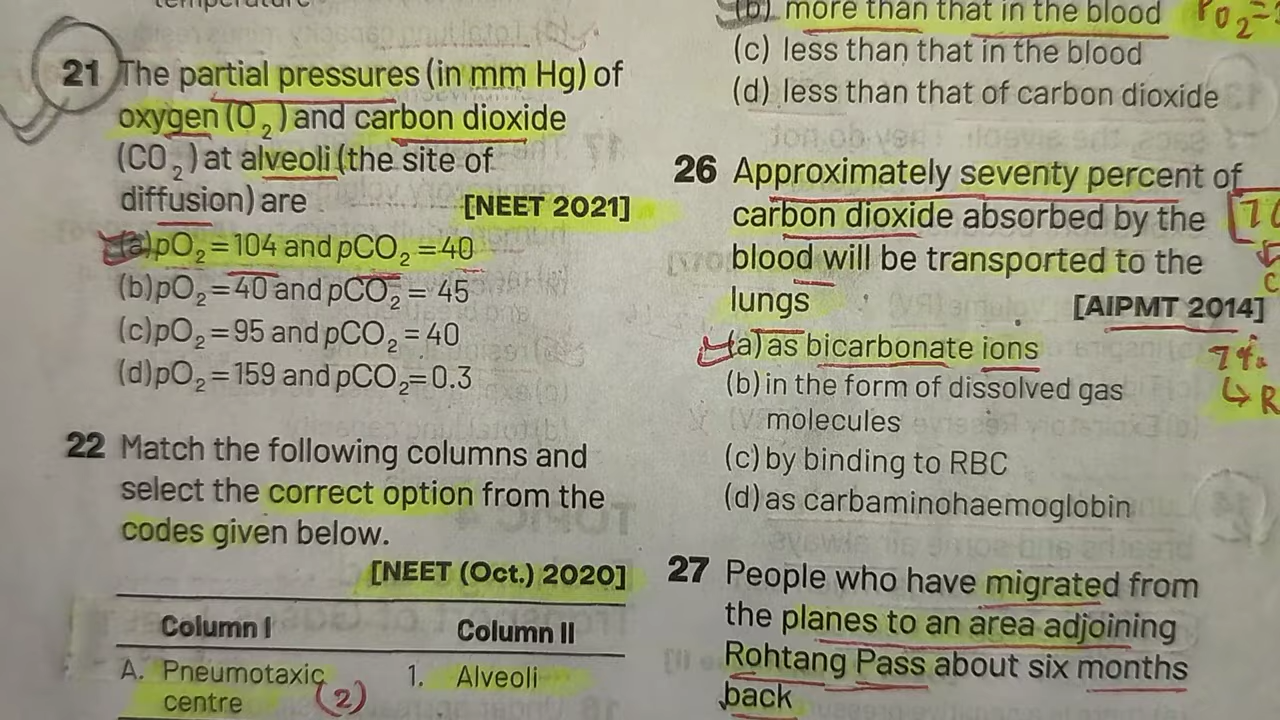 21 The partial pressures (in mm Hg) of
oxygen (O₂) and carbon dioxide
(CO₂) at alveoli (the site of
diffusion) are [NEET 2021]
(a) pO₂ = 104 and pCO₂ = 40
(b) pO₂ = 40 and pCO₂ = 45
(c) pO₂ = 95 and pCO₂ = 40
(d) pO₂ = 159 and pCO₂ = 0.3
22 Match the following columns and
select the correct option from the
codes given below.
[NEET (Oct.) 2020]
Column I Column II
A. Pneumotaxic 1. Alveoli
centre (2)
(b) more than that in the blood
(c) less than that in the blood
(d) less than that of carbon dioxide
26 Approximately seventy percent of
carbon dioxide absorbed by the
blood will be transported to the
lungs [AIPMT 2014]
(a) as bicarbonate ions
7%
(b) in the form of dissolved gas
molecules
(c) by binding to RBC
(d) as carbaminohaemoglobin
27 People who have migrated from
the planes to an area adjoining
Rohtang Pass about six months
back